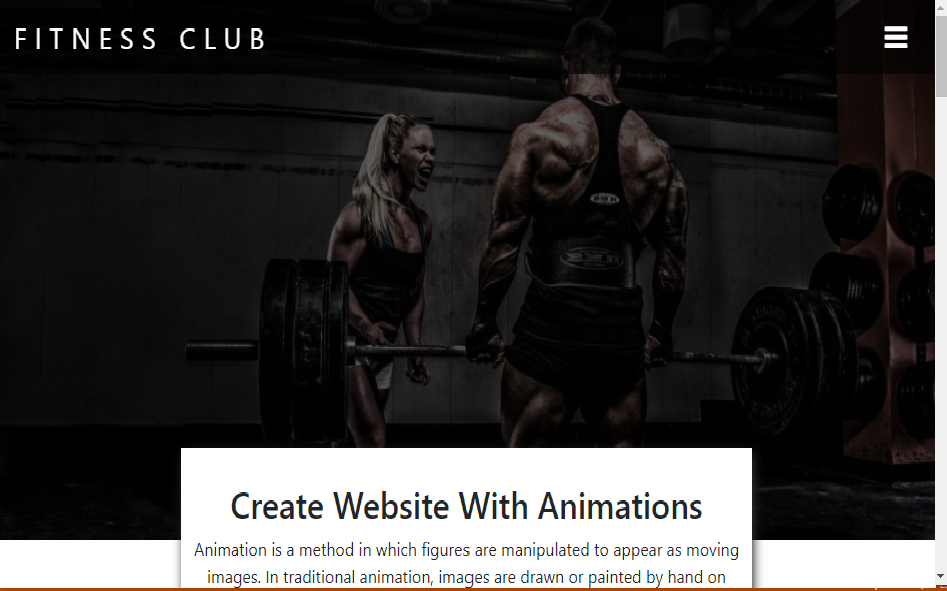 FITNESS CLUB
Create Website With Animations
Animation is a method in which figures are manipulated to appear as moving
images. In traditional animation, images are drawn or painted by hand on